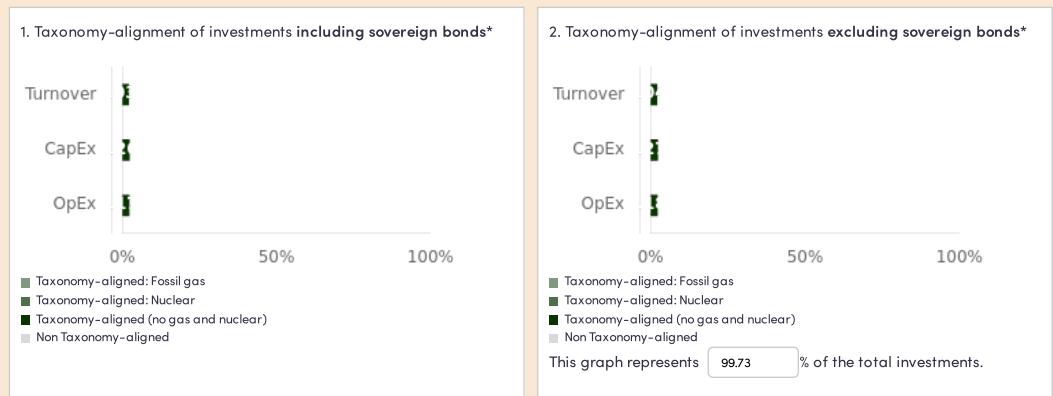 1. Taxonomy-alignment of investments including sovereign bonds*
Turnover
CapEx
OpEx
0% 50% 100%
Taxonomy-aligned: Fossil gas
Taxonomy-aligned: Nuclear
Taxonomy-aligned (no gas and nuclear)
Non Taxonomy-aligned
2. Taxonomy-alignment of investments excluding sovereign bonds*
Turnover
CapEx
OpEx
0% 50% 100%
Taxonomy-aligned: Fossil gas
Taxonomy-aligned: Nuclear
Taxonomy-aligned (no gas and nuclear)
Non Taxonomy-aligned
This graph represents 99.73 % of the total investments.